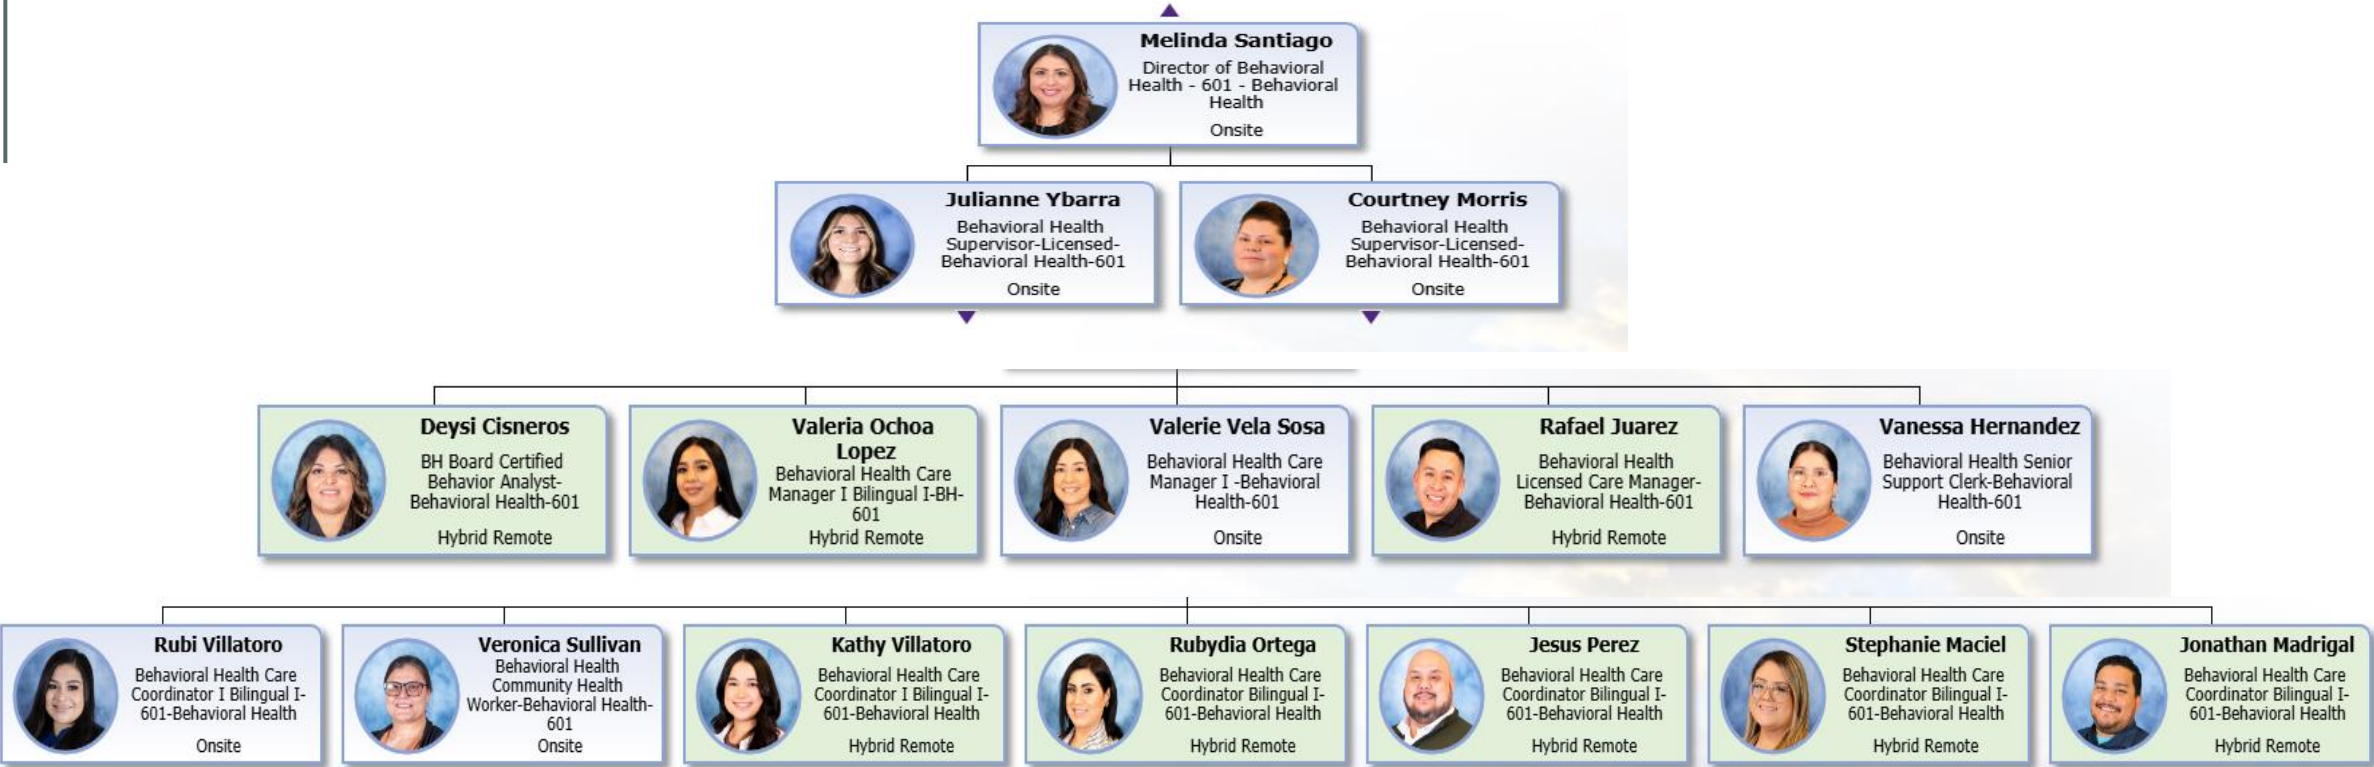 Melinda Santiago
Director of Behavioral
Health - 601 - Behavioral
Health
Onsite
Julianne Ybarra
Behavioral Health
Supervisor-Licensed-
Behavioral Health-601
Onsite
Courtney Morris
Behavioral Health
Supervisor-Licensed-
Behavioral Health-601
Onsite
Deysi Cisneros
BH Board Certified
Behavior Analyst-
Behavioral Health-601
Hybrid Remote
Valeria Ochoa
Lopez
Behavioral Health Care
Manager I Bilingual I-BH-
601
Hybrid Remote
Valerie Vela Sosa
Behavioral Health Care
Manager I -Behavioral
Health-601
Onsite
Rafael Juarez
Behavioral Health
Licensed Care Manager-
Behavioral Health-601
Hybrid Remote
Vanessa Hernandez
Behavioral Health Senior
Support Clerk-Behavioral
Health-601
Onsite
Rubi Villatoro
Behavioral Health Care
Coordinator I Bilingual I-
601-Behavioral Health
Onsite
Veronica Sullivan
Behavioral Health
Community Health
Worker-Behavioral Health-
601
Onsite
Kathy Villatoro
Behavioral Health Care
Coordinator I Bilingual I-
601-Behavioral Health
Hybrid Remote
Rubydia Ortega
Behavioral Health Care
Coordinator Bilingual I-
601-Behavioral Health
Hybrid Remote
Jesus Perez
Behavioral Health Care
Coordinator Bilingual I-
601-Behavioral Health
Hybrid Remote
Stephanie Maciel
Behavioral Health Care
Coordinator Bilingual I-
601-Behavioral Health
Hybrid Remote
Jonathan Madrigal
Behavioral Health Care
Coordinator Bilingual I-
601-Behavioral Health
Hybrid Remote